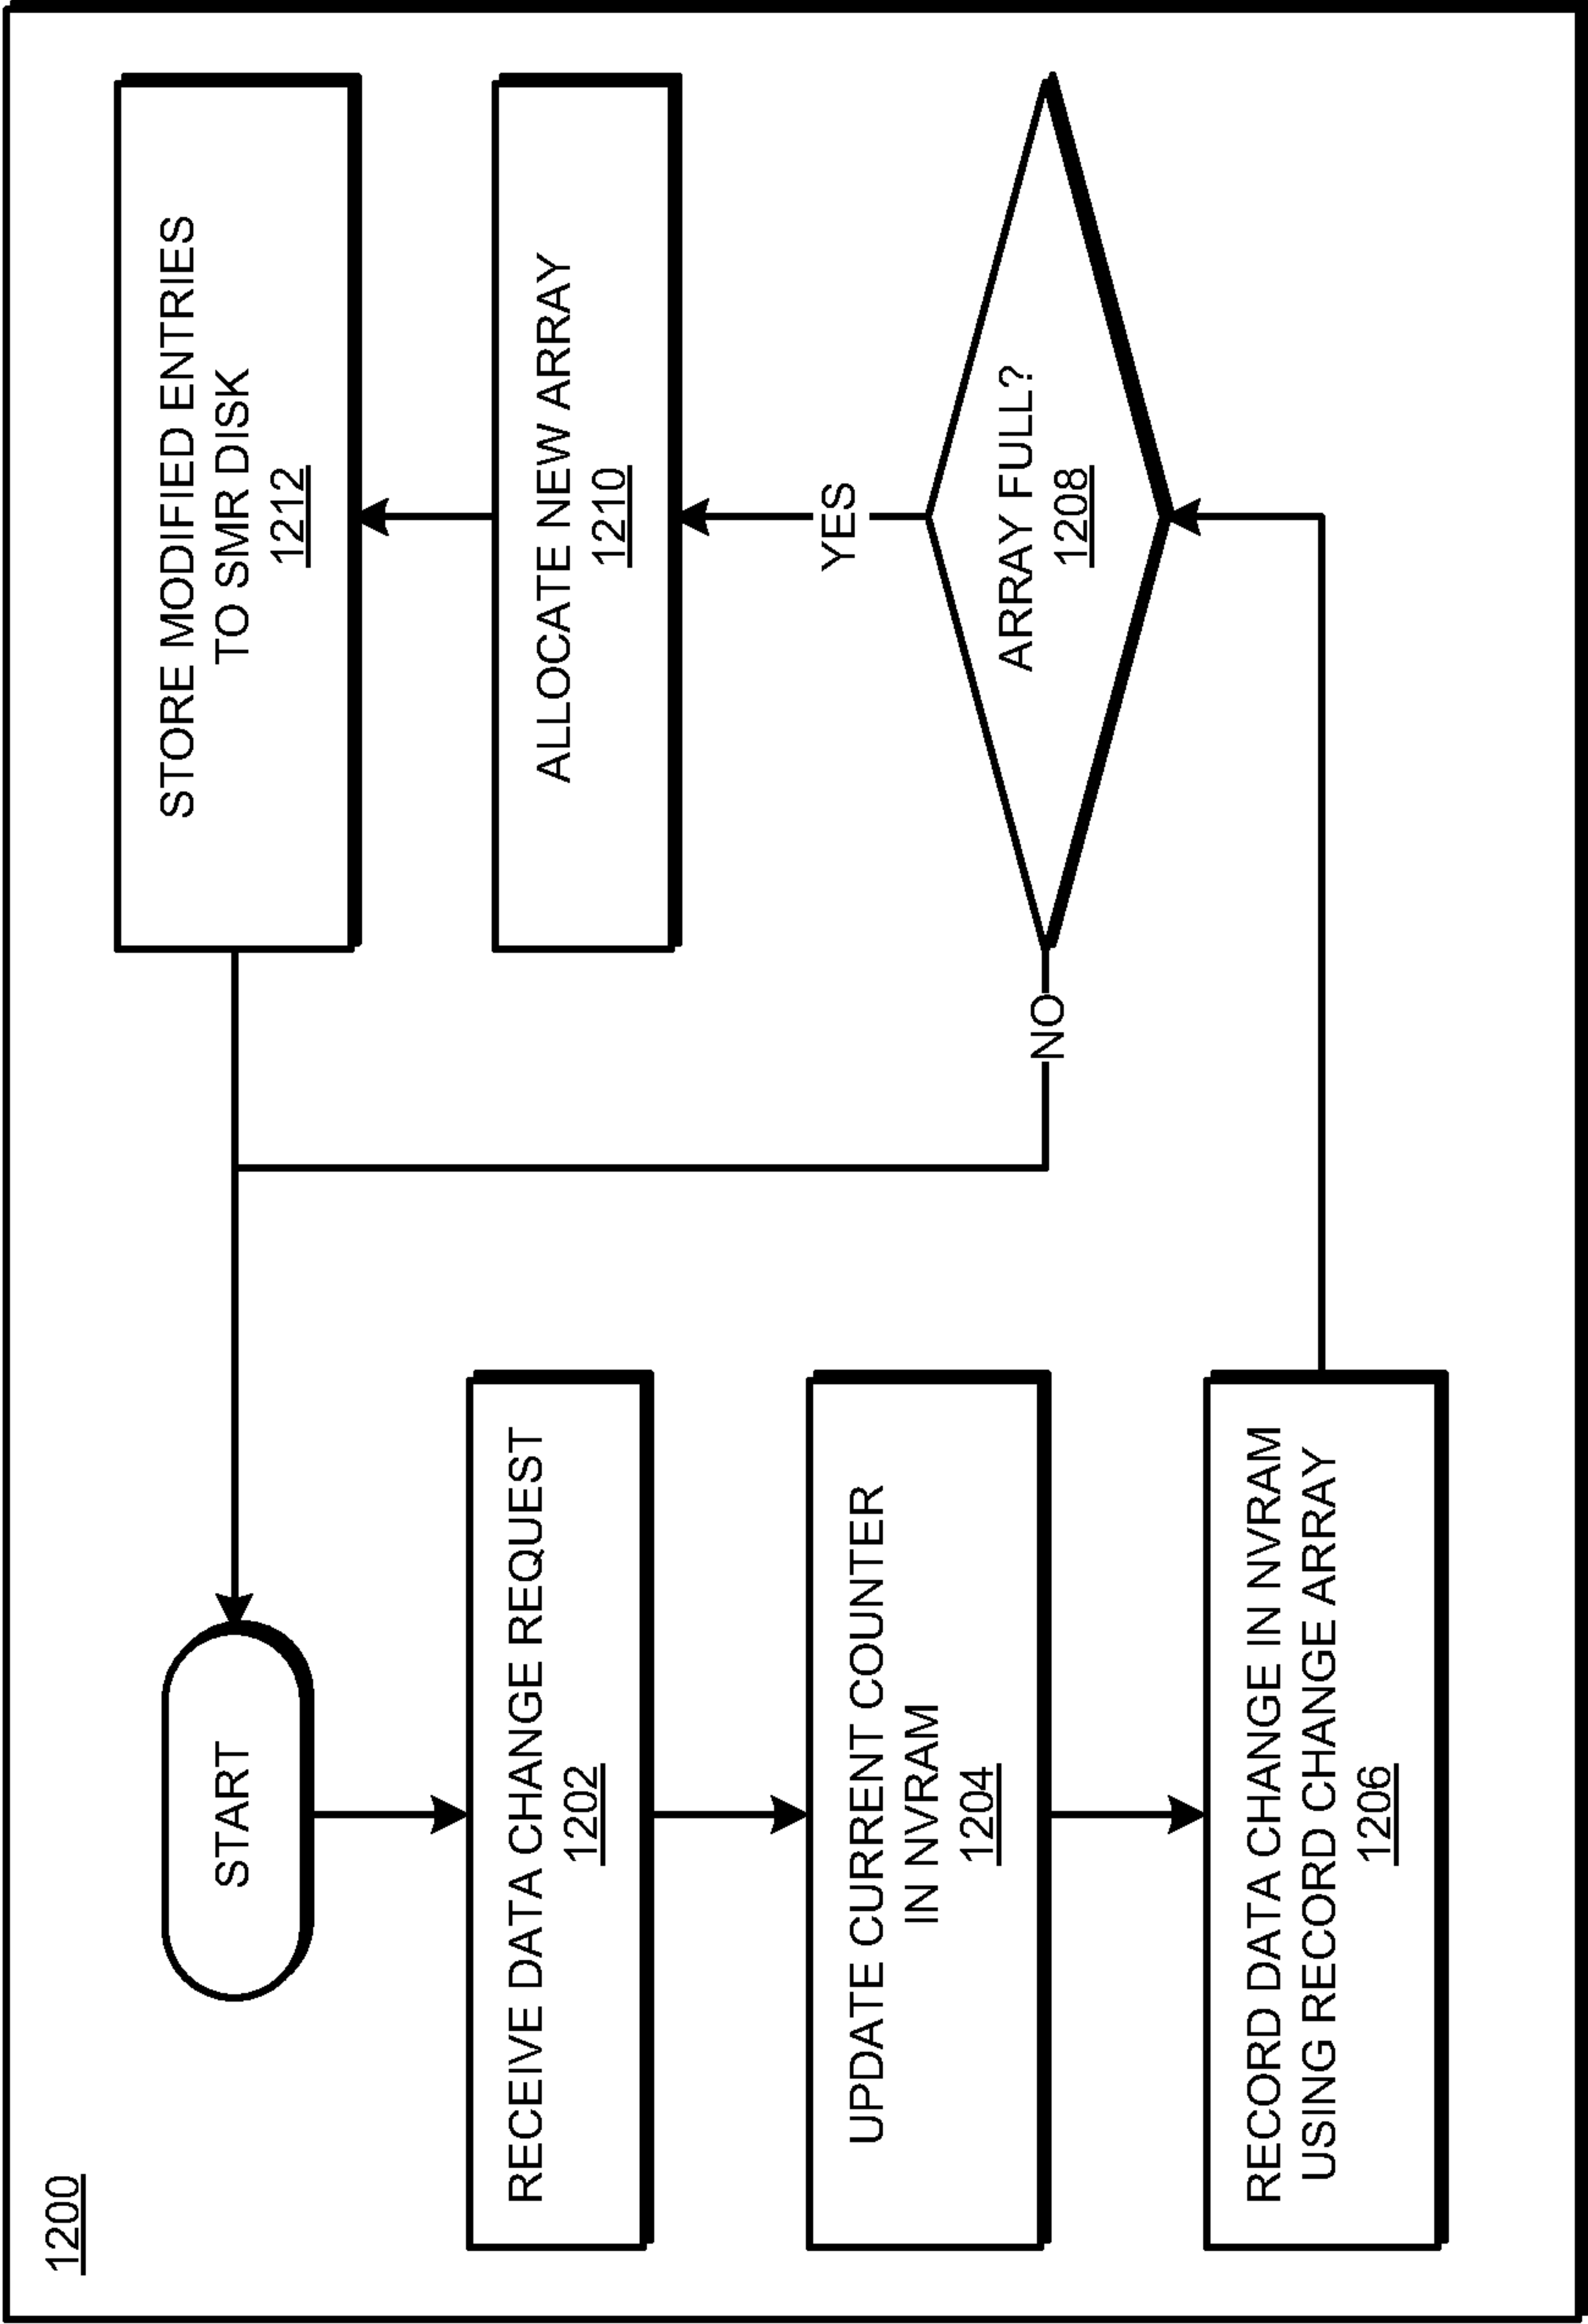 1200
START
RECEIVE DATA CHANGE REQUEST
1202
UPDATE CURRENT COUNTER
IN NVRAM
1204
RECORD DATA CHANGE IN NVRAM
USING RECORD CHANGE ARRAY
1206
ARRAY FULL?
1208
NO
YES
ALLOCATE NEW ARRAY
1210
STORE MODIFIED ENTRIES
TO SMR DISK
1212